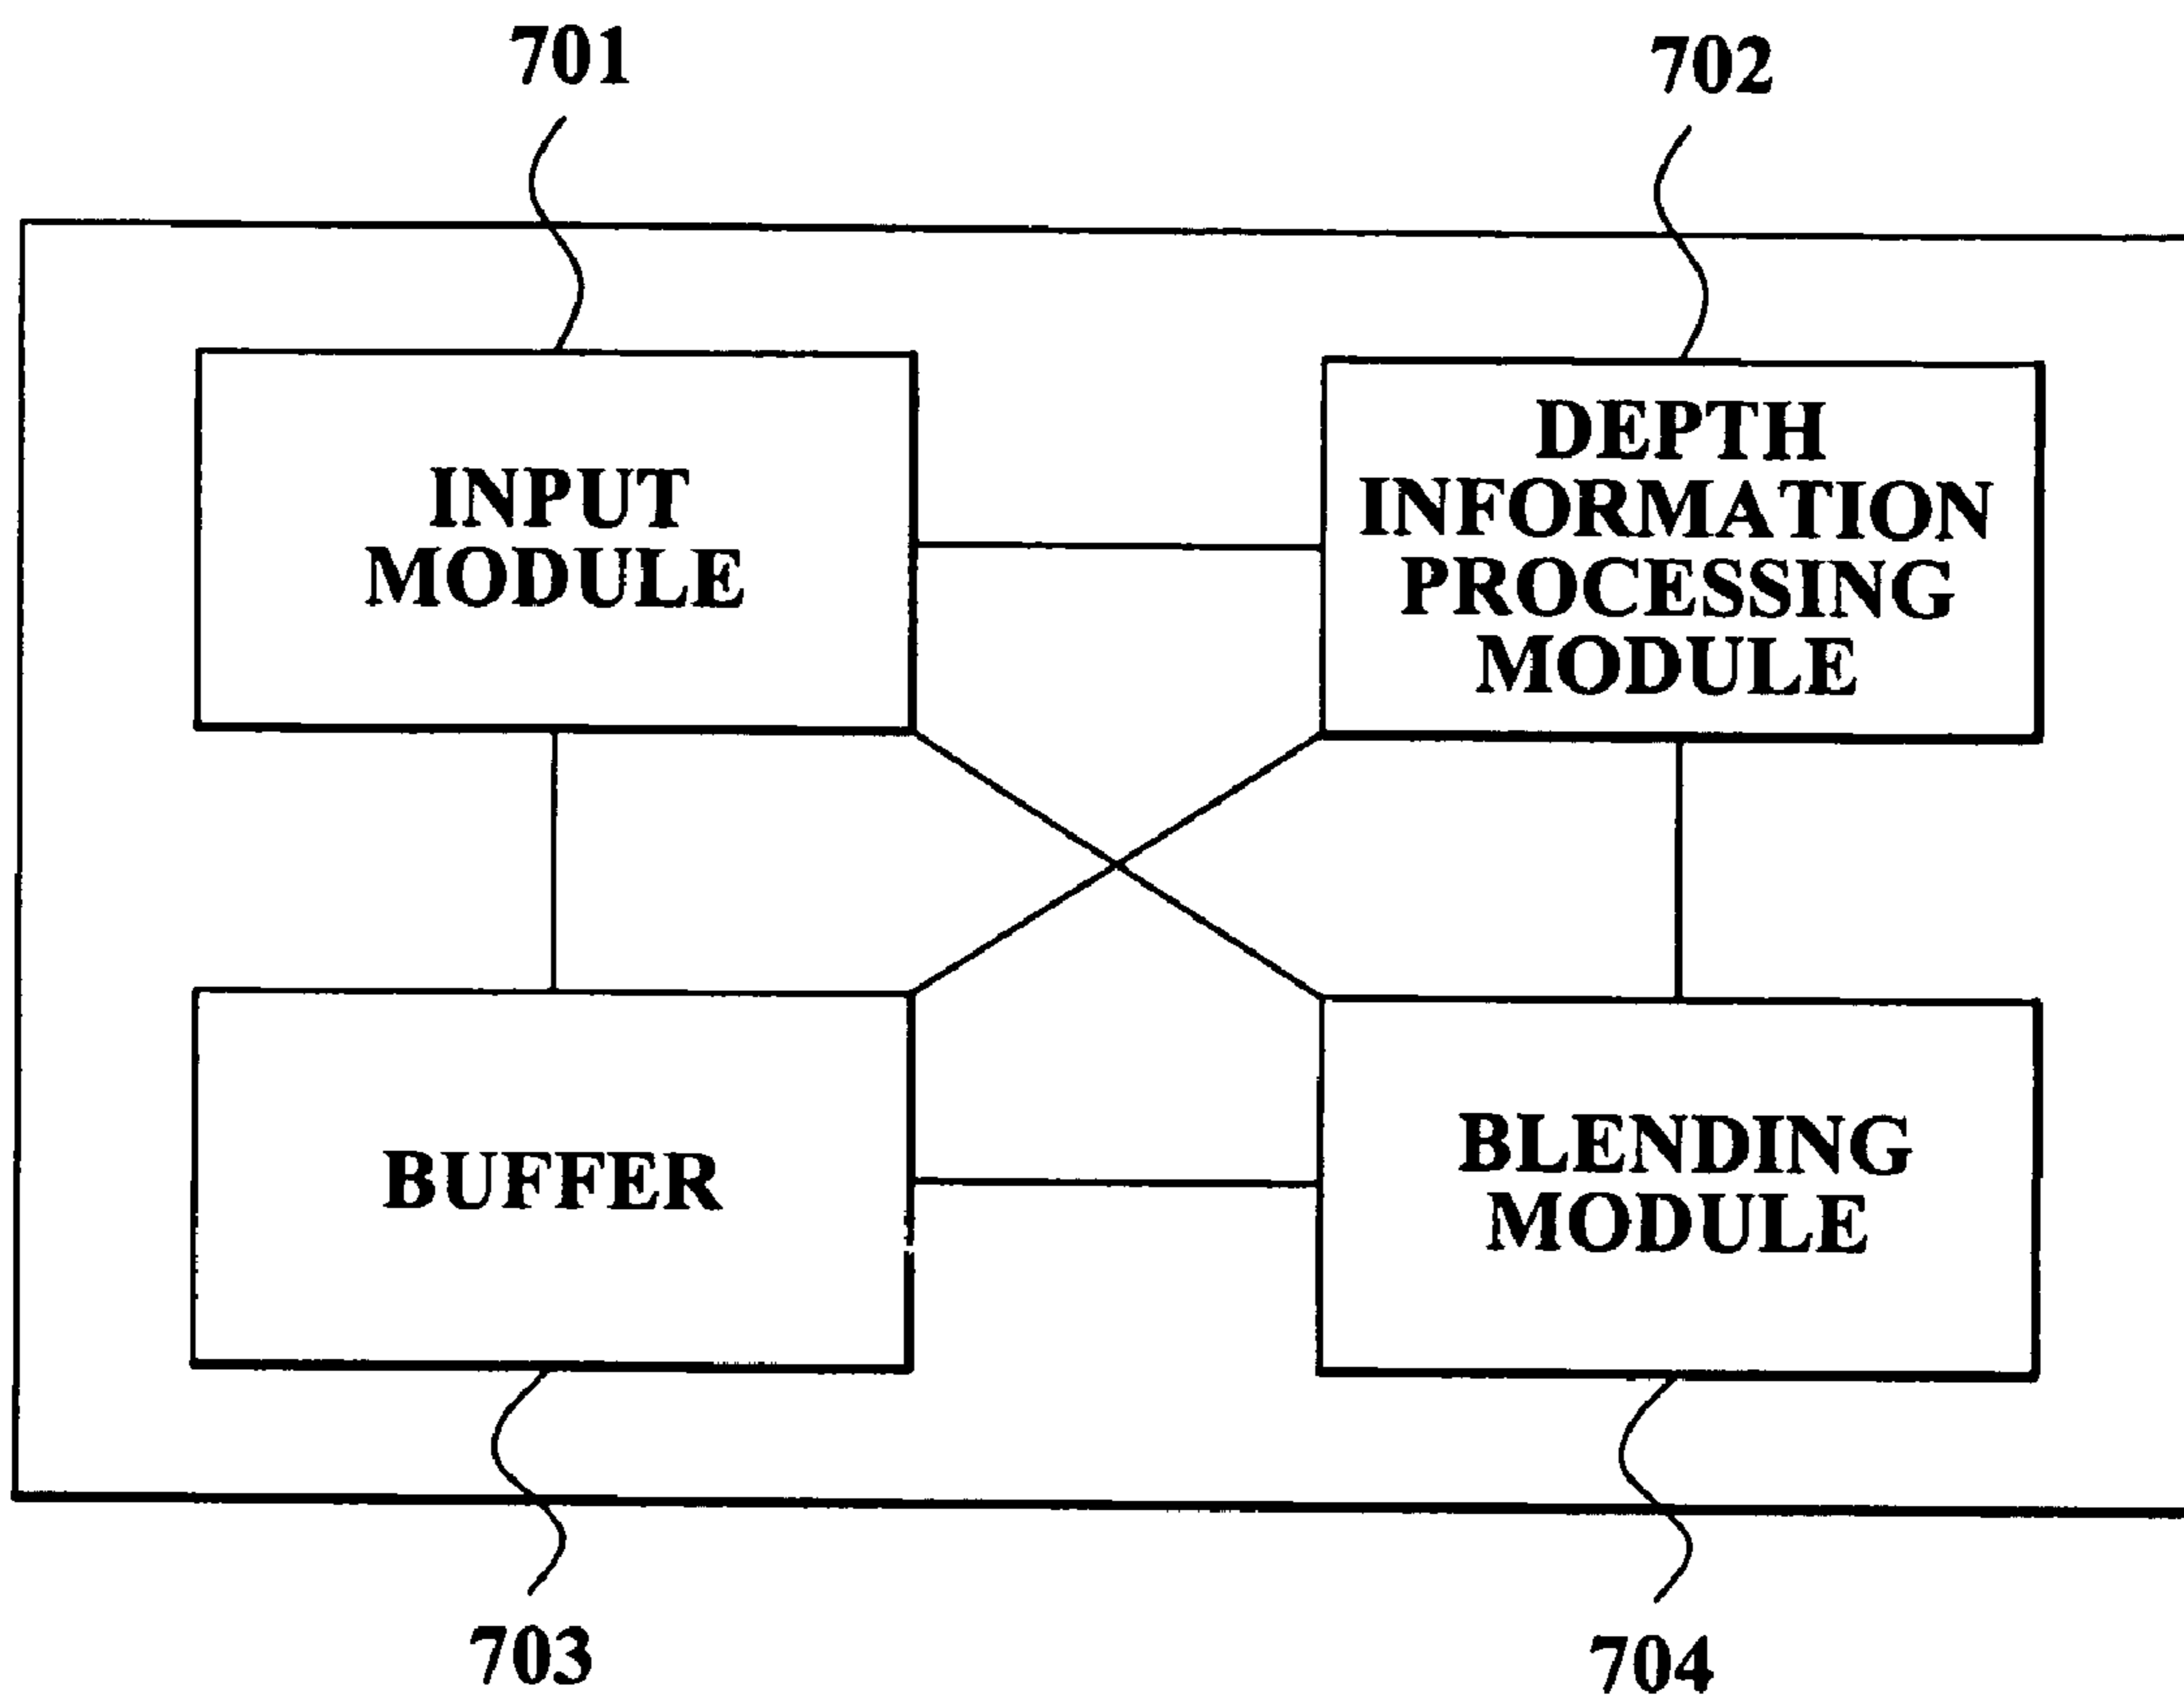 701
702
INPUT
MODULE
DEPTH
INFORMATION
PROCESSING
MODULE
BUFFER
BLENDING
MODULE
703
704